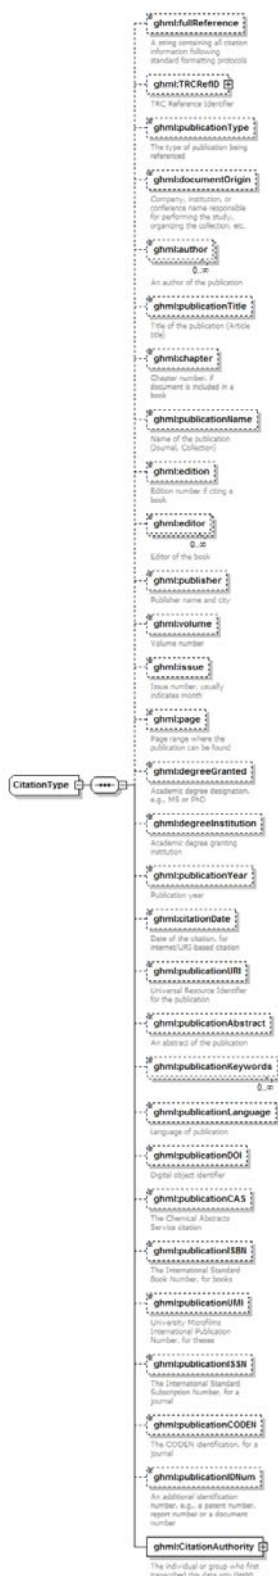 ghml:fullReference
A string containing all citation
information following
standard formatting protocols
ghml:TRCRefID
TRC Reference Identifier
ghml:publicationType
The type of publication being
referenced
ghml:documentOrigin
Company, institution, or
conference name responsible
for performing the study,
organizing the collection, etc.
ghml:author
0..∞
An author of the publication
ghml:publicationTitle
Title of the publication (Article
title)
ghml:chapter
Chapter number, if
document is included in a
book
ghml:publicationName
Name of the publication
(Journal, Collection)
ghml:edition
Edition number if citing a
book
ghml:editor
0..∞
Editor of the book
ghml:publisher
Publisher name and city
ghml:volume
Volume number
ghml:issue
Issue number, usually
indicates month
ghml:page
Page range where the
publication can be found
CitationType
ghml:degreeGranted
Academic degree designation,
e.g., MS or PhD
ghml:degreeInstitution
Academic degree granting
institution
ghml:publicationYear
Publication year
ghml:citationDate
Date of the citation, for
internet/URI-based citation
ghml:publicationURI
Universal Resource Identifier
for the publication
ghml:publicationAbstract
An abstract of the publication
ghml:publicationKeywords
0..∞
ghml:publicationLanguage
Language of publication
ghml:publicationDOI
Digital object identifier
ghml:publicationCAS
The Chemical Abstracts
Service citation
ghml:publicationISBN
The International Standard
Book Number, for books
ghml:publicationUMI
University Microfilms
International Publication
Number, for theses
ghml:publicationISSN
The International Standard
Subscription Number, for a
journal
ghml:publicationCODEN
The CODEN identification, for a
journal
ghml:publicationIDNum
An additional identification
number, e.g., a patent number,
report number or a document
number
ghml:CitationAuthority
The individual or group who first
transcribed this data into